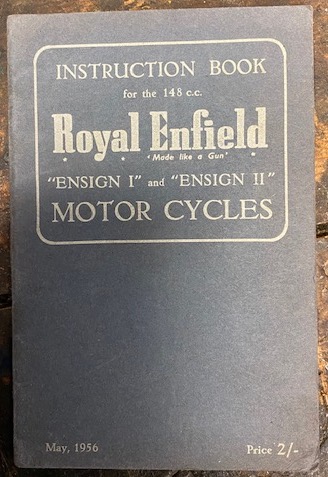 INSTRUCTION BOOK
for the 148 c.c.
Royal Enfield
'Made like a Gun'
"ENSIGN I" and "ENSIGN II"
MOTOR CYCLES
May, 1956 Price 2/-